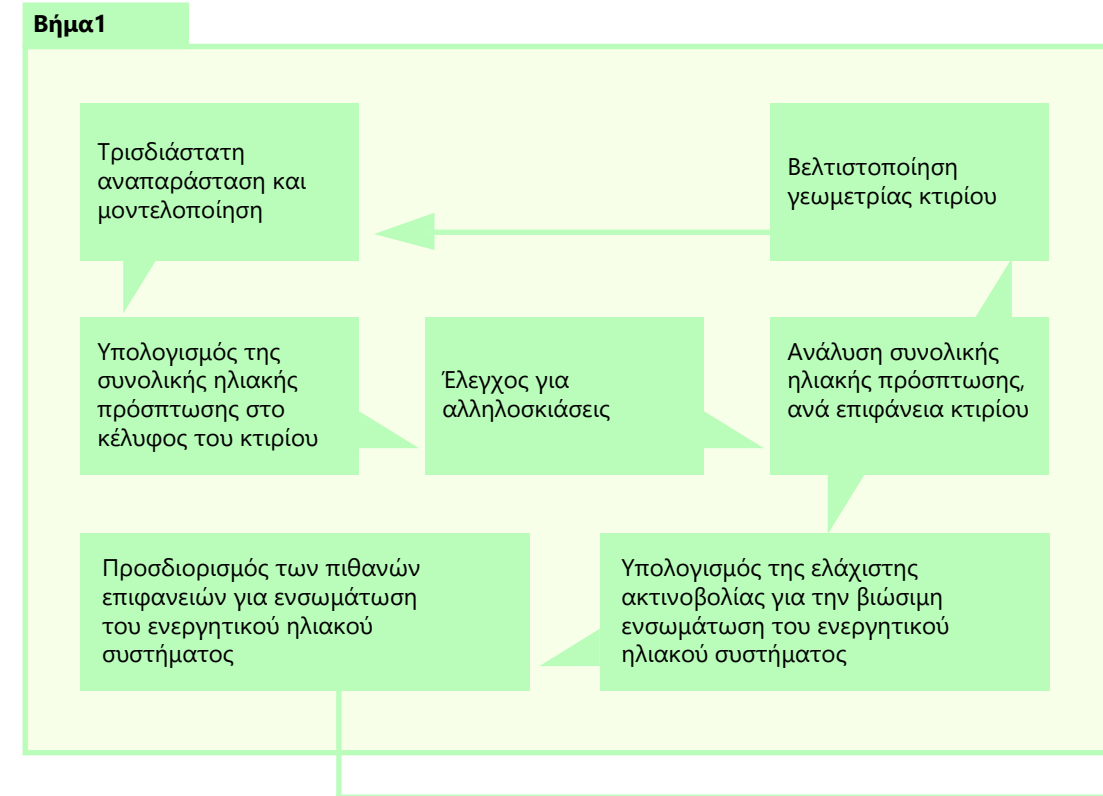 Βήμα1
Τρισδιάστατη
αναπαράσταση και
μοντελοποίηση
Βελτιστοποίηση
γεωμετρίας κτιρίου
Υπολογισμός της
συνολικής ηλιακής
πρόσπτωσης στο
κέλυφος του κτιρίου
Έλεγχος για
αλληλοσκιάσεις
Ανάλυση συνολικής
ηλιακής πρόσπτωσης,
ανά επιφάνεια κτιρίου
Προσδιορισμός των πιθανών
επιφανειών για ενσωμάτωση
του ενεργητικού ηλιακού
συστήματος
Υπολογισμός της ελάχιστης
ακτινοβολίας για την βιώσιμη
ενσωμάτωση του ενεργητικού
ηλιακού συστήματος